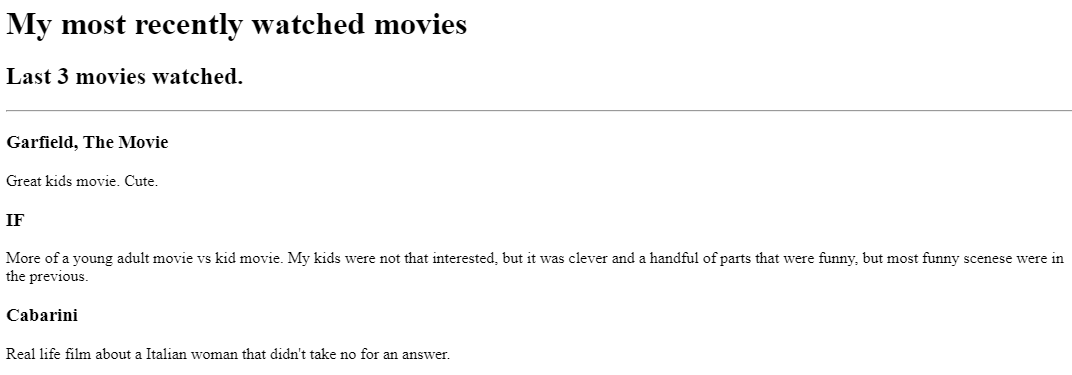 My most recently watched movies
Last 3 movies watched.
Garfield, The Movie
Great kids movie. Cute.
IF
More of a young adult movie vs kid movie. My kids were not that interested, but it was clever and a handful of parts that were funny, but most funny scenese were in
the previous.
Cabarini
Real life film about a Italian woman that didn't take no for an answer.